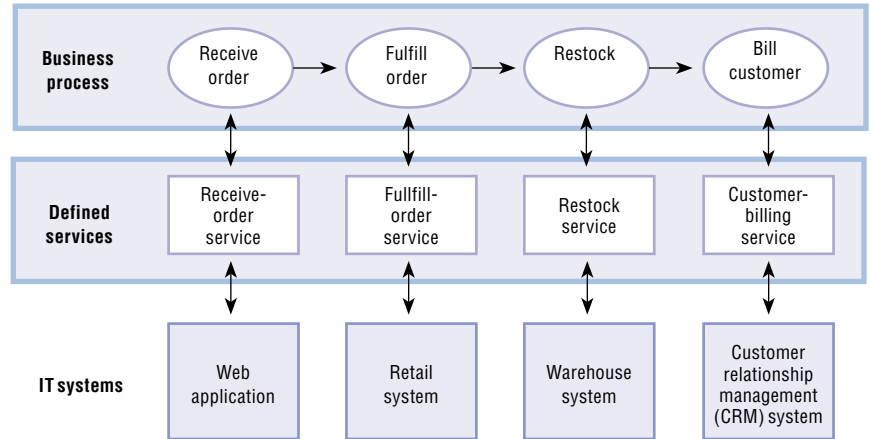 Business
process
Receive
order
Fulfill
order
Restock
Bill
customer
Defined
services
Receive-
order
service
Fullfill-
order
service
Restock
service
Customer-
billing
service
IT systems
Web
application
Retail
system
Warehouse
system
Customer
relationship
management
(CRM) system